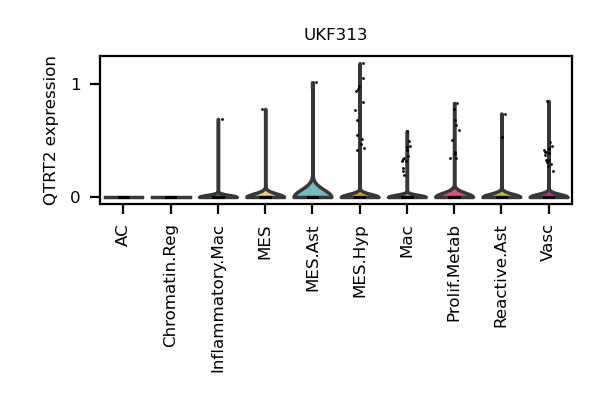 UKF313
QTRT2 expression
1
0
AC
Chromatin.Reg
Inflammatory.Mac
MES
MES.Ast
MES.Hyp
Mac
Prolif.Metab
Reactive.Ast
Vasc